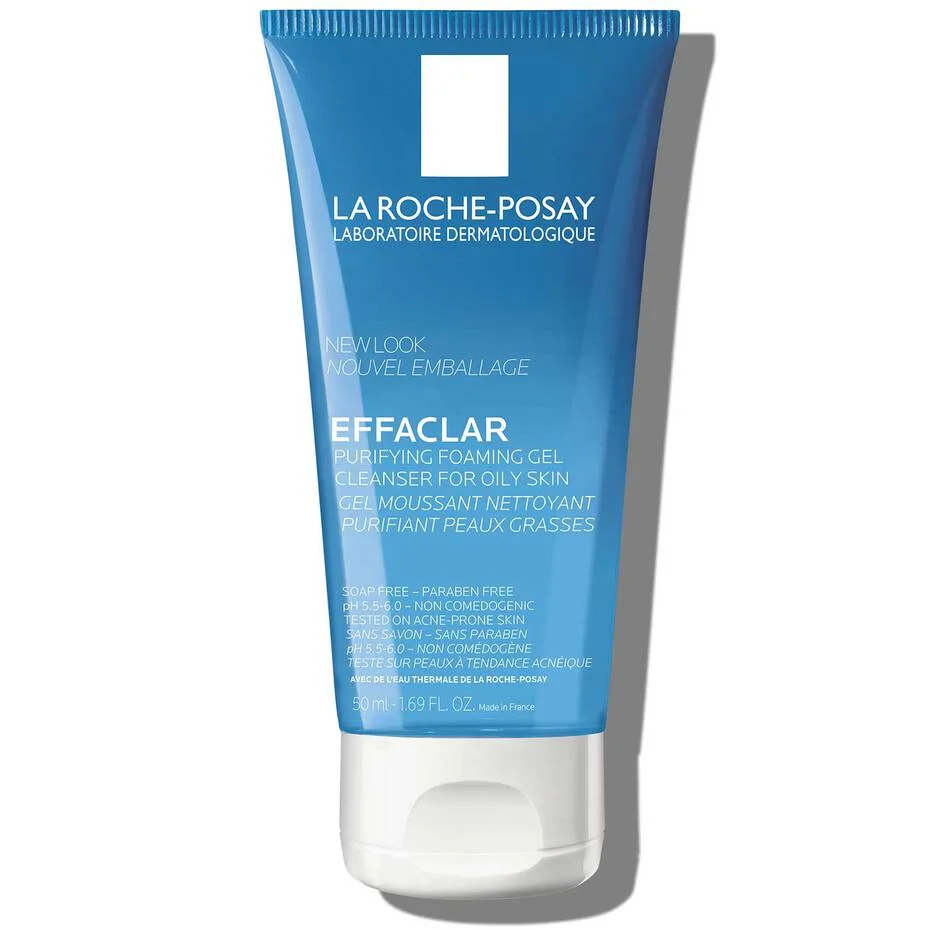 LA ROCHE-POSAY
LABORATOIRE DERMATOLOGIQUE
NEW LOOK
NOUVEL EMBALLAGE
EFFACLAR
PURIFYING FOAMING GEL
CLEANSER FOR OILY SKIN
GEL MOUSSANT NETTOYANT
PURIFIANT PEAUX GRASSES
SOAP FREE – PARABEN FREE
pH 5.5-6.0 – NON COMEDOGENIC
TESTED ON ACNE-PRONE SKIN
SANS SAVON – SANS PARABEN
pH 5.5-6.0 – NON COMÉDOGÈNE
TESTÉ SUR PEAUX À TENDANCE ACNÉIQUE
AVEC DE L'EAU THERMALE DE LA ROCHE-POSAY
50 ml - 1.69 FL. OZ. Made in France